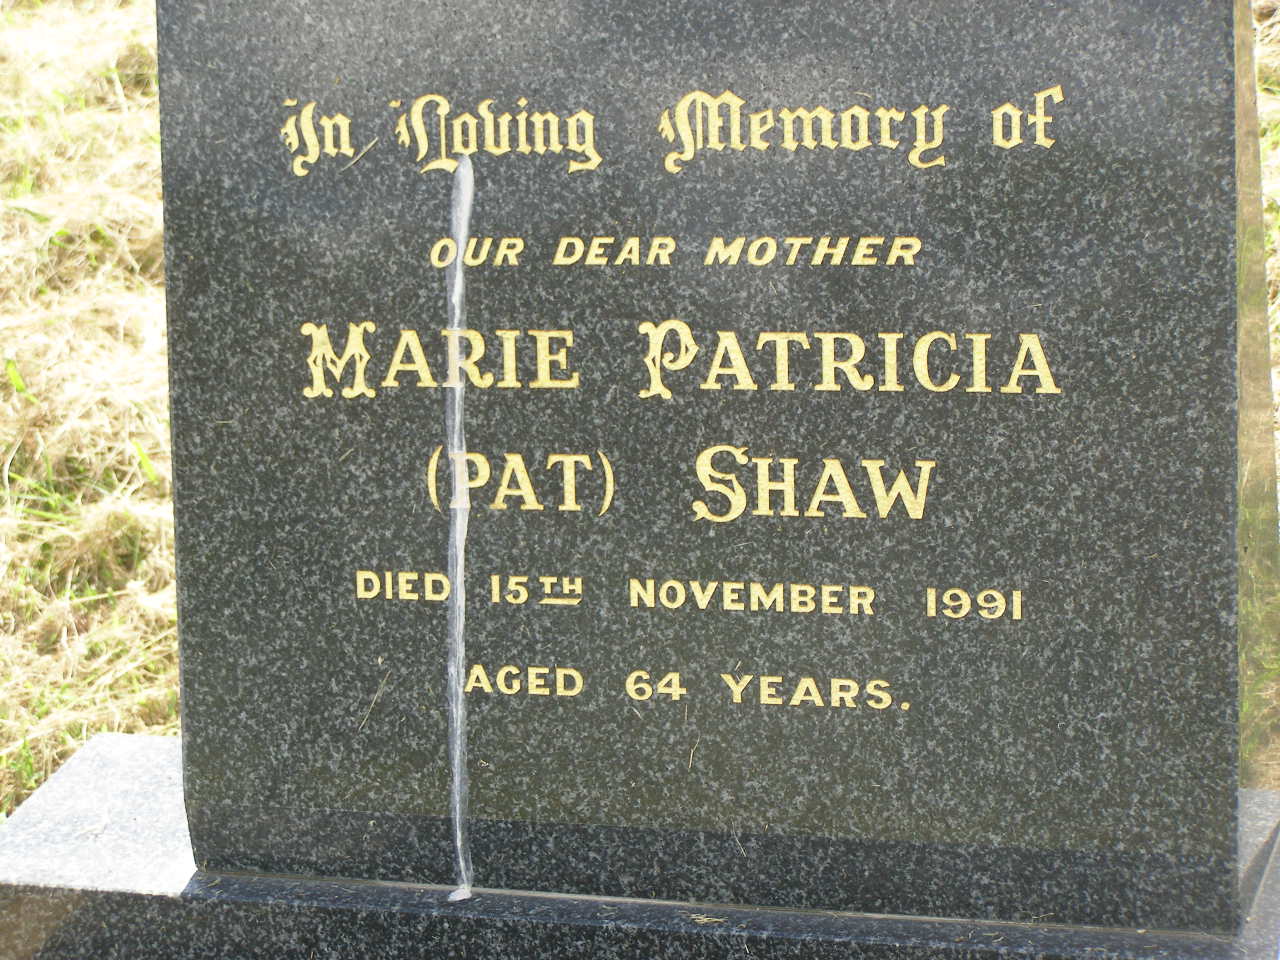 In Loving Memory of
OUR DEAR MOTHER
MARIE PATRICIA
(PAT) SHAW
DIED 15TH NOVEMBER 1991
AGED 64 YEARS.